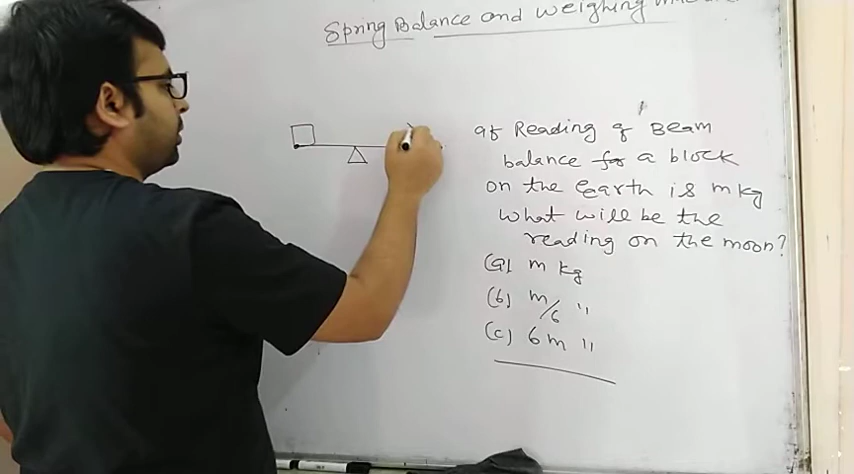 Spring Balance and Weighing
Qf Reading of Beam
balance for a block
on the Earth is m kg
What will be the
reading on the moon?
(a) m kg
(b) m/6 "
(c) 6m "